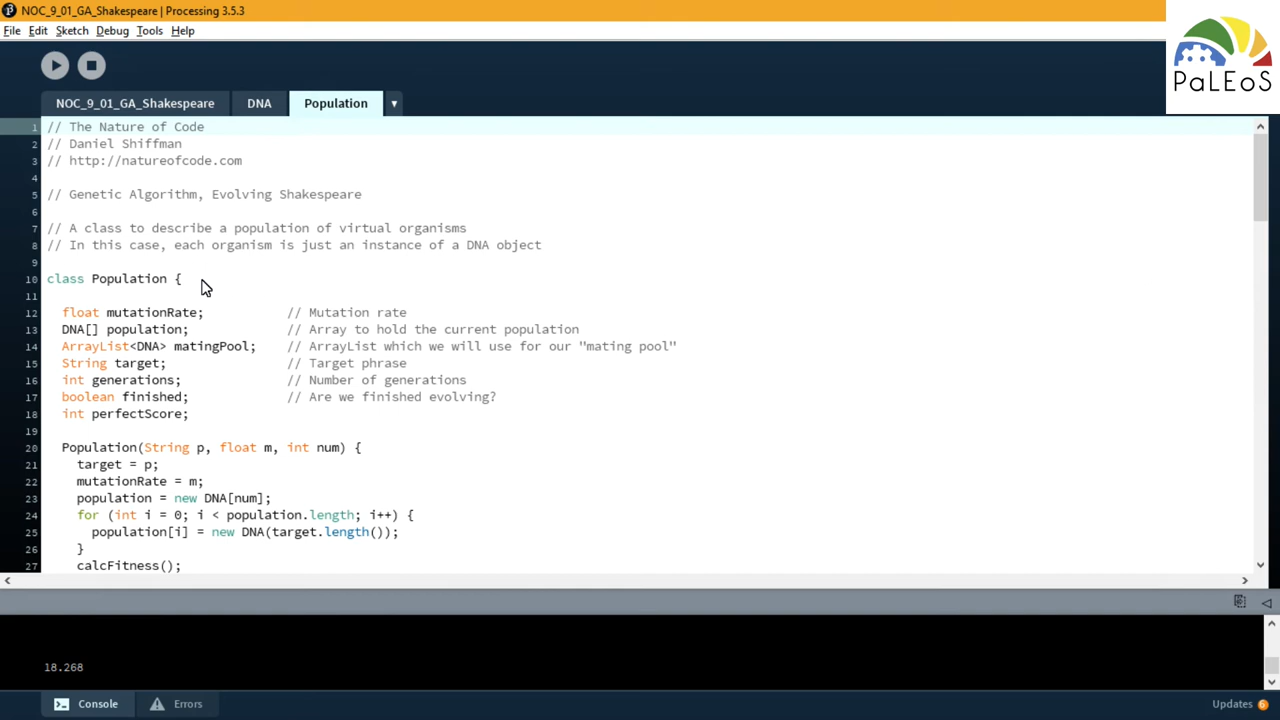 NOC_9_01_GA_Shakespeare | Processing 3.5.3
File Edit Sketch Debug Tools Help
PaLEoS
NOC_9_01_GA_Shakespeare DNA Population
1 // The Nature of Code
2 // Daniel Shiffman
3 // http://natureofcode.com
4
5 // Genetic Algorithm, Evolving Shakespeare
6
7 // A class to describe a population of virtual organisms
8 // In this case, each organism is just an instance of a DNA object
9
10 class Population {
11
12 float mutationRate; // Mutation rate
13 DNA[] population; // Array to hold the current population
14 ArrayList<DNA> matingPool; // ArrayList which we will use for our "mating pool"
15 String target; // Target phrase
16 int generations; // Number of generations
17 boolean finished; // Are we finished evolving?
18 int perfectScore;
19
20 Population(String p, float m, int num) {
21 target = p;
22 mutationRate = m;
23 population = new DNA[num];
24 for (int i = 0; i < population.length; i++) {
25 population[i] = new DNA(target.length());
26 }
27 calcFitness();
18.268
Console Errors Updates 6